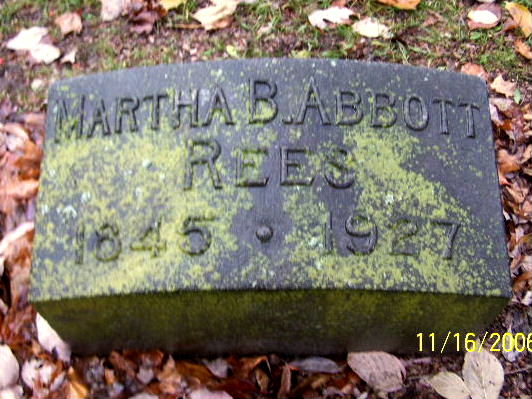 MARTHA B. ABBOTT
REES
1845 • 1927
11/16/2006